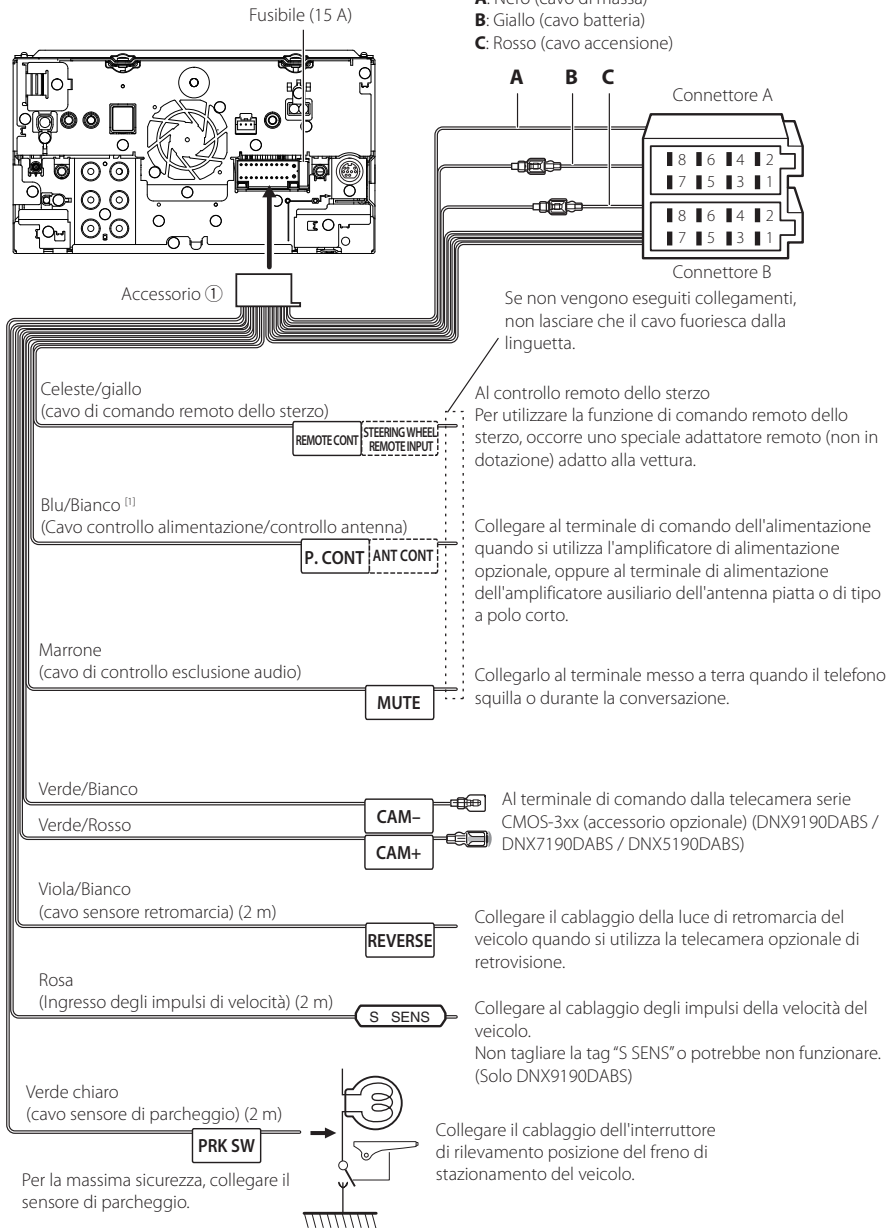 Fusibile (15 A)
A: Nero (cavo di massa)
B: Giallo (cavo batteria)
C: Rosso (cavo accensione)
A B C
Connettore A
8 6 4 2
7 5 3 1
8 6 4 2
7 5 3 1
Connettore B
Accessorio ①
Se non vengono eseguiti collegamenti,
non lasciare che il cavo fuoriesca dalla
linguetta.
Celeste/giallo
(cavo di comando remoto dello sterzo)
REMOTE CONT
STEERING WHEEL
REMOTE INPUT
Al controllo remoto dello sterzo
Per utilizzare la funzione di comando remoto dello
sterzo, occorre uno speciale adattatore remoto (non in
dotazione) adatto alla vettura.
Blu/Bianco [1]
(Cavo controllo alimentazione/controllo antenna)
P. CONT
ANT CONT
Collegare al terminale di comando dell'alimentazione
quando si utilizza l'amplificatore di alimentazione
opzionale, oppure al terminale di alimentazione
dell'amplificatore ausiliario dell'antenna piatta o di tipo
a polo corto.
Marrone
(cavo di controllo esclusione audio)
MUTE
Collegarlo al terminale messo a terra quando il telefono
squilla o durante la conversazione.
Verde/Bianco
CAM–
Verde/Rosso
CAM+
Al terminale di comando dalla telecamera serie
CMOS-3xx (accessorio opzionale) (DNX9190DABS /
DNX7190DABS / DNX5190DABS)
Viola/Bianco
(cavo sensore retromarcia) (2 m)
REVERSE
Collegare il cablaggio della luce di retromarcia del
veicolo quando si utilizza la telecamera opzionale di
retrovisione.
Rosa
(Ingresso degli impulsi di velocità) (2 m)
S SENS
Collegare al cablaggio degli impulsi della velocità del
veicolo.
Non tagliare la tag “S SENS” o potrebbe non funzionare.
(Solo DNX9190DABS)
Verde chiaro
(cavo sensore di parcheggio) (2 m)
PRK SW
Per la massima sicurezza, collegare il
sensore di parcheggio.
Collegare il cablaggio dell'interruttore
di rilevamento posizione del freno di
stazionamento del veicolo.